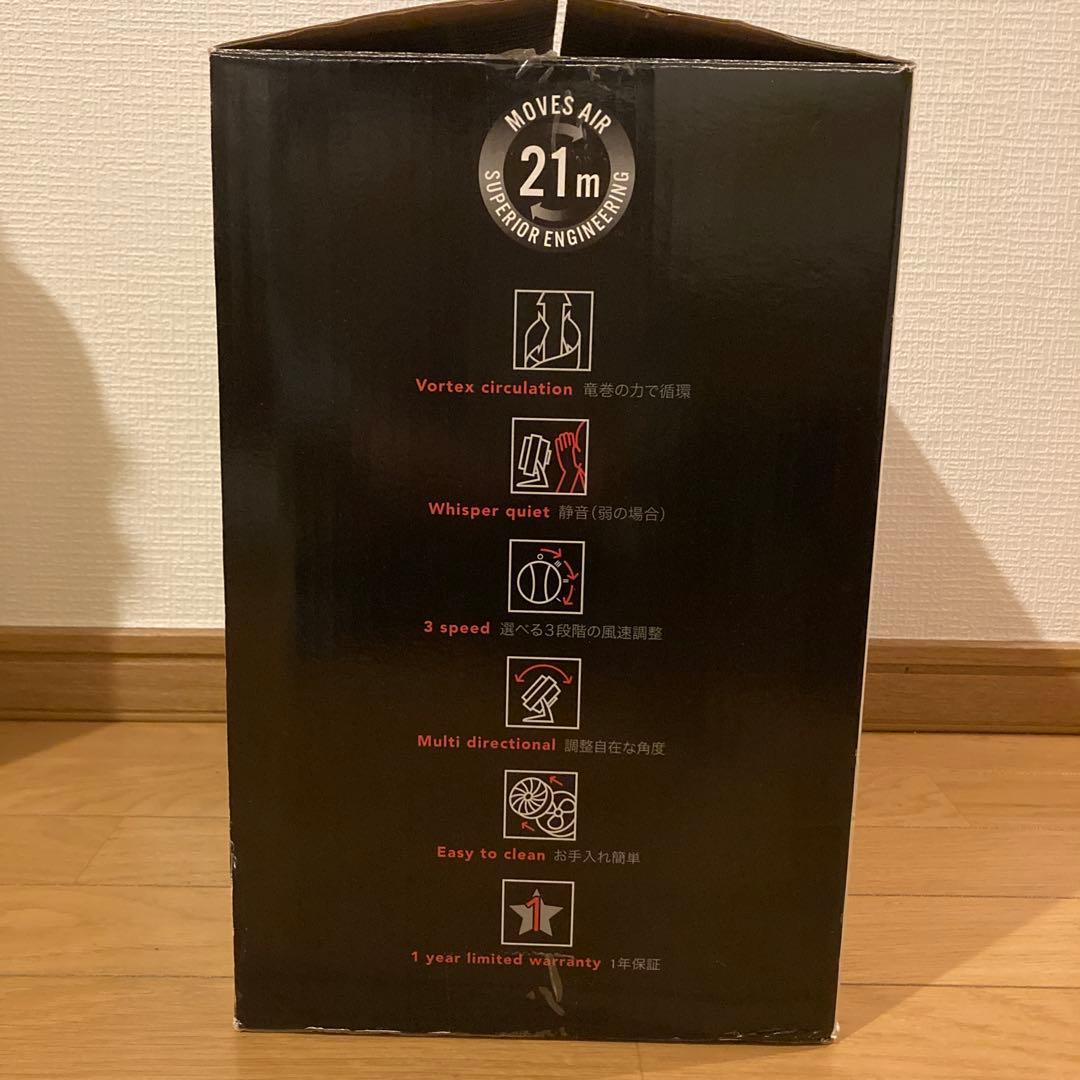 MOVES AIR
21m
SUPERIOR ENGINEERING
Vortex circulation 竜巻の力で循環
Whisper quiet 静音(弱の場合)
3 speed 選べる3段階の風速調整
Multi directional 調整自在な角度
Easy to clean お手入れ簡単
1
1 year limited warranty 1年保証